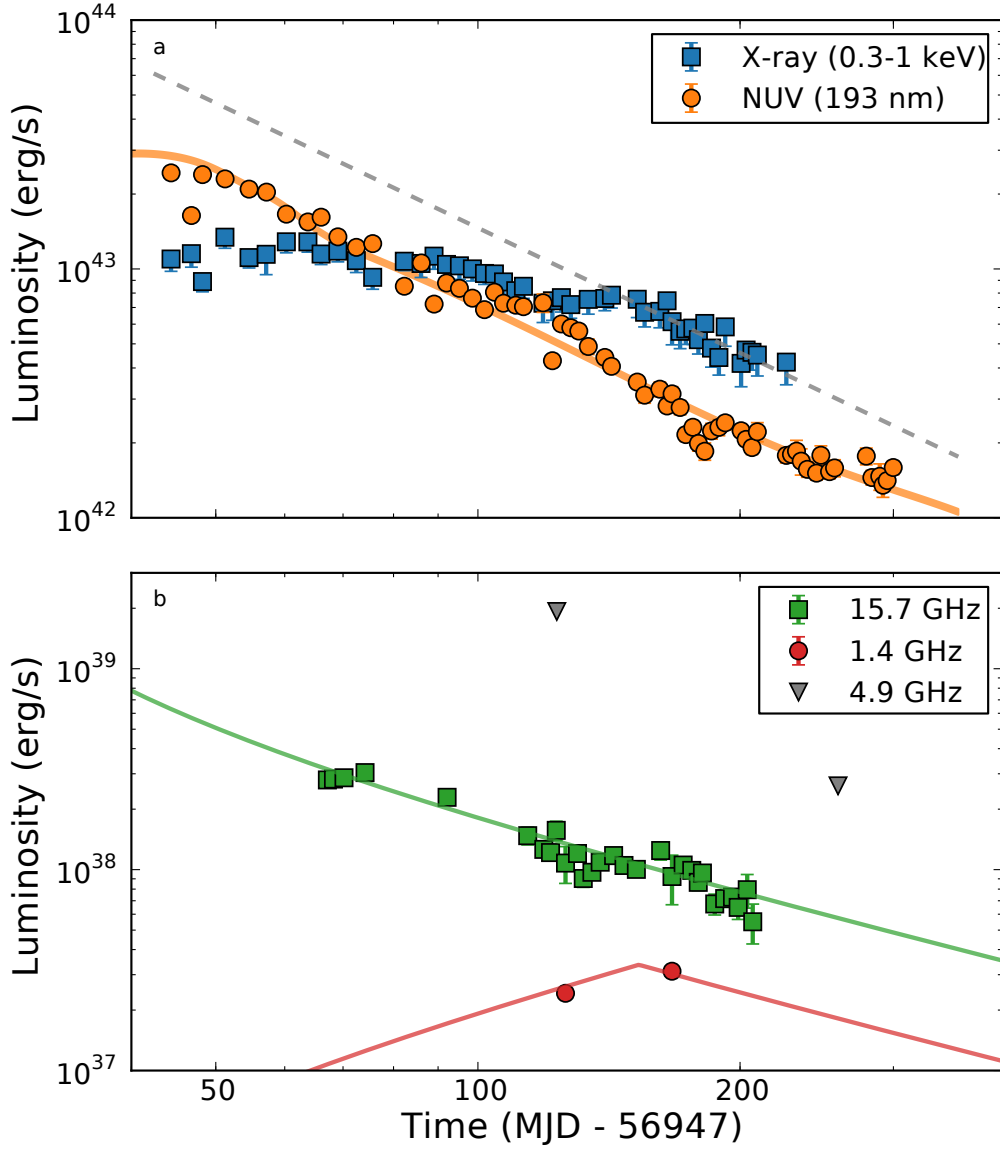 10^44
a
X-ray (0.3-1 keV)
NUV (193 nm)
Luminosity (erg/s)
10^43
10^42
b
15.7 GHz
1.4 GHz
4.9 GHz
10^39
Luminosity (erg/s)
10^38
10^37
50 100 200
Time (MJD - 56947)